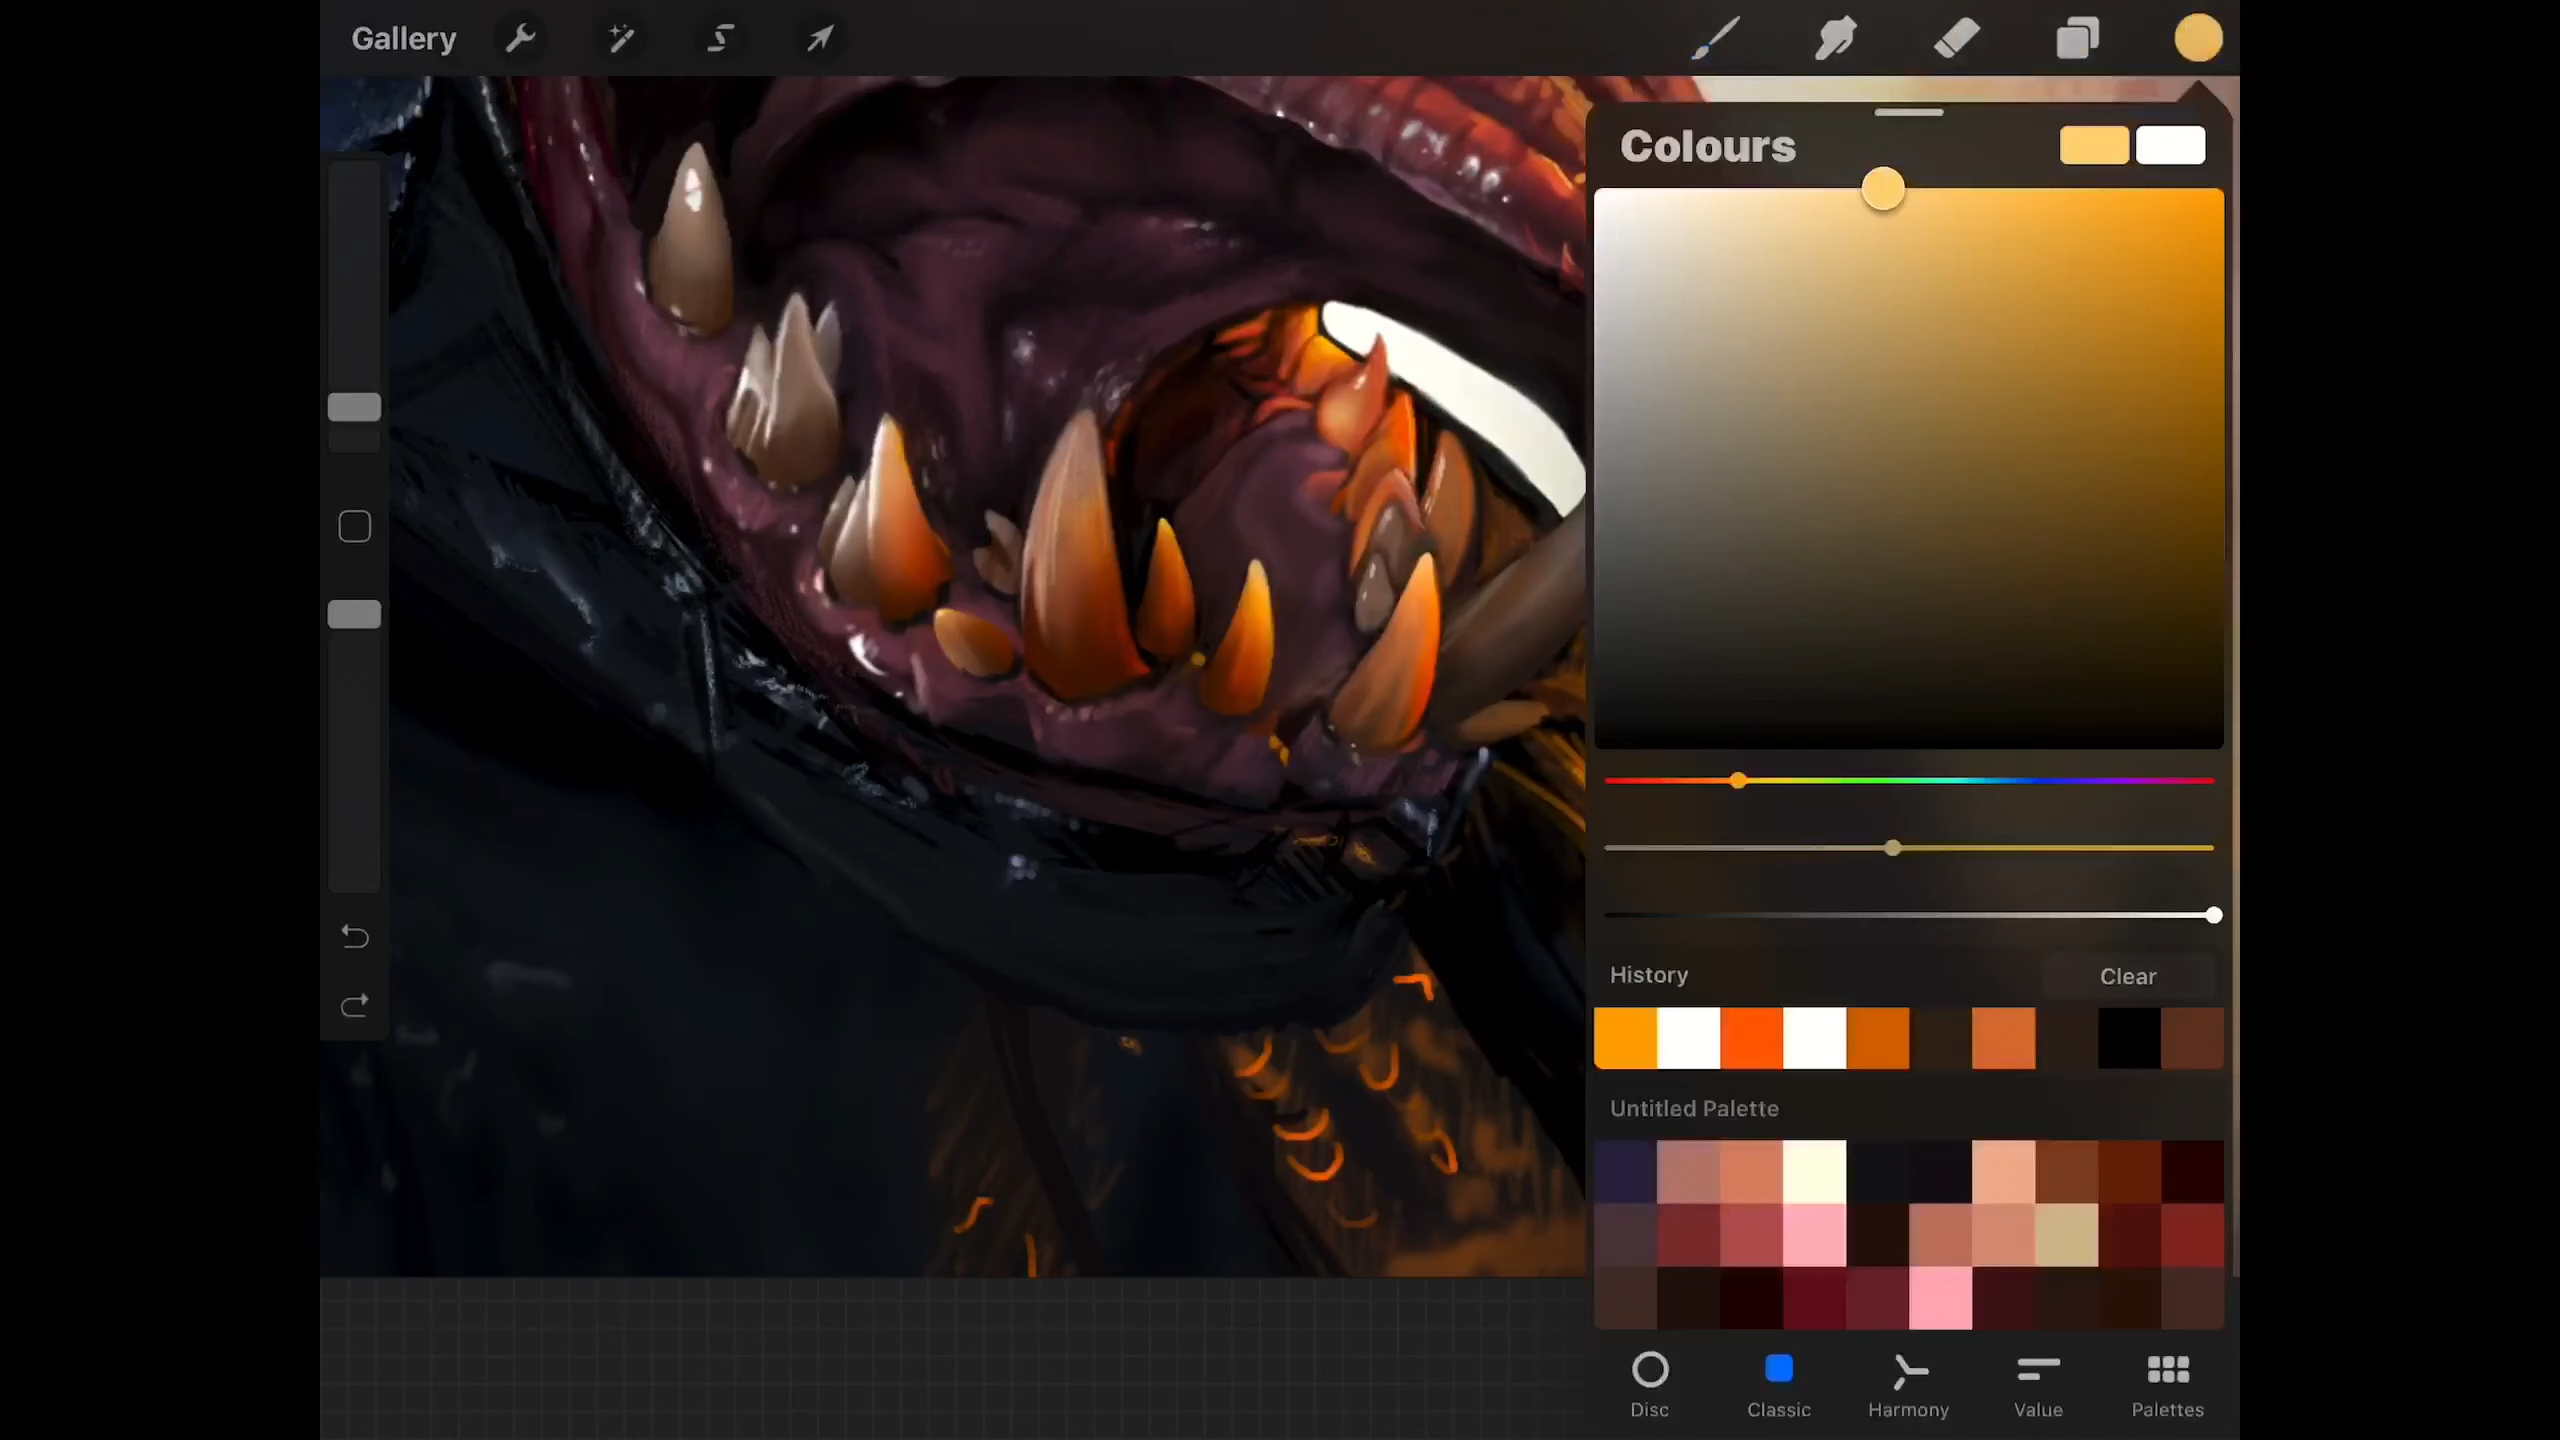 Gallery
Colours
History
Clear
Untitled Palette
Disc
Classic
Harmony
Value
Palettes